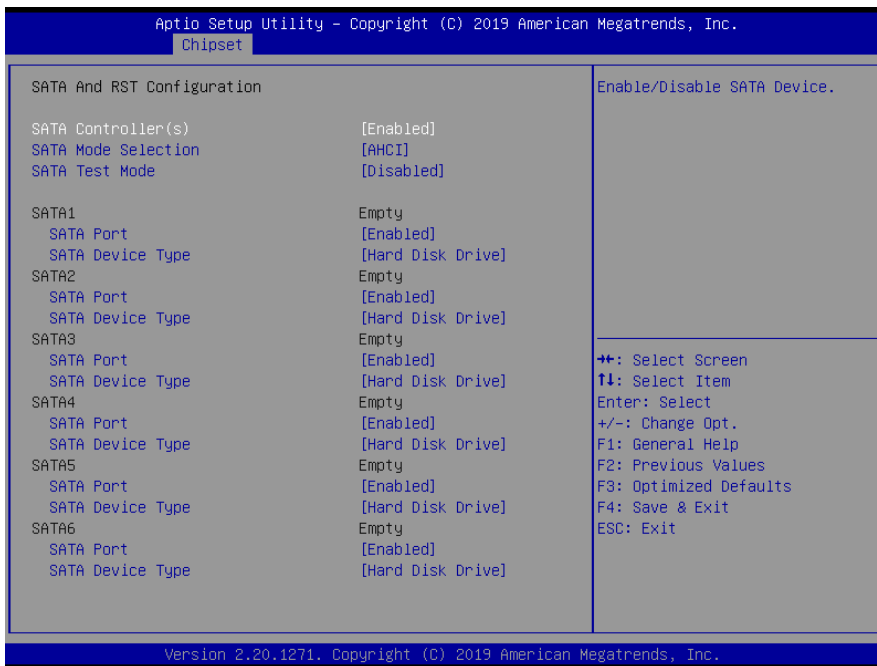 Aptio Setup Utility – Copyright (C) 2019 American Megatrends, Inc.
Chipset
SATA And RST Configuration
SATA Controller(s) [Enabled]
SATA Mode Selection [AHCI]
SATA Test Mode [Disabled]
SATA1 Empty
SATA Port [Enabled]
SATA Device Type [Hard Disk Drive]
SATA2 Empty
SATA Port [Enabled]
SATA Device Type [Hard Disk Drive]
SATA3 Empty
SATA Port [Enabled]
SATA Device Type [Hard Disk Drive]
SATA4 Empty
SATA Port [Enabled]
SATA Device Type [Hard Disk Drive]
SATA5 Empty
SATA Port [Enabled]
SATA Device Type [Hard Disk Drive]
SATA6 Empty
SATA Port [Enabled]
SATA Device Type [Hard Disk Drive]
Enable/Disable SATA Device.
→←: Select Screen
↑↓: Select Item
Enter: Select
+/-: Change Opt.
F1: General Help
F2: Previous Values
F3: Optimized Defaults
F4: Save & Exit
ESC: Exit
Version 2.20.1271. Copyright (C) 2019 American Megatrends, Inc.